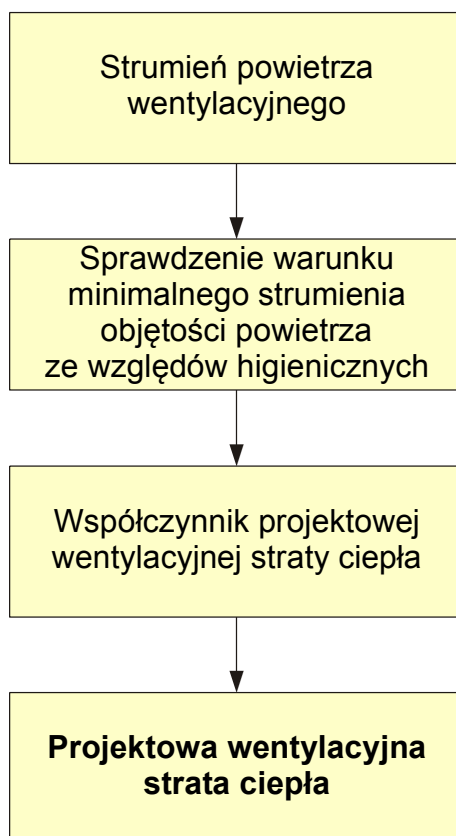 Strumień powietrza
wentylacyjnego
Sprawdzenie warunku
minimalnego strumienia
objętości powietrza
ze względów higienicznych
Współczynnik projektowej
wentylacyjnej straty ciepła
Projektowa wentylacyjna
strata ciepła